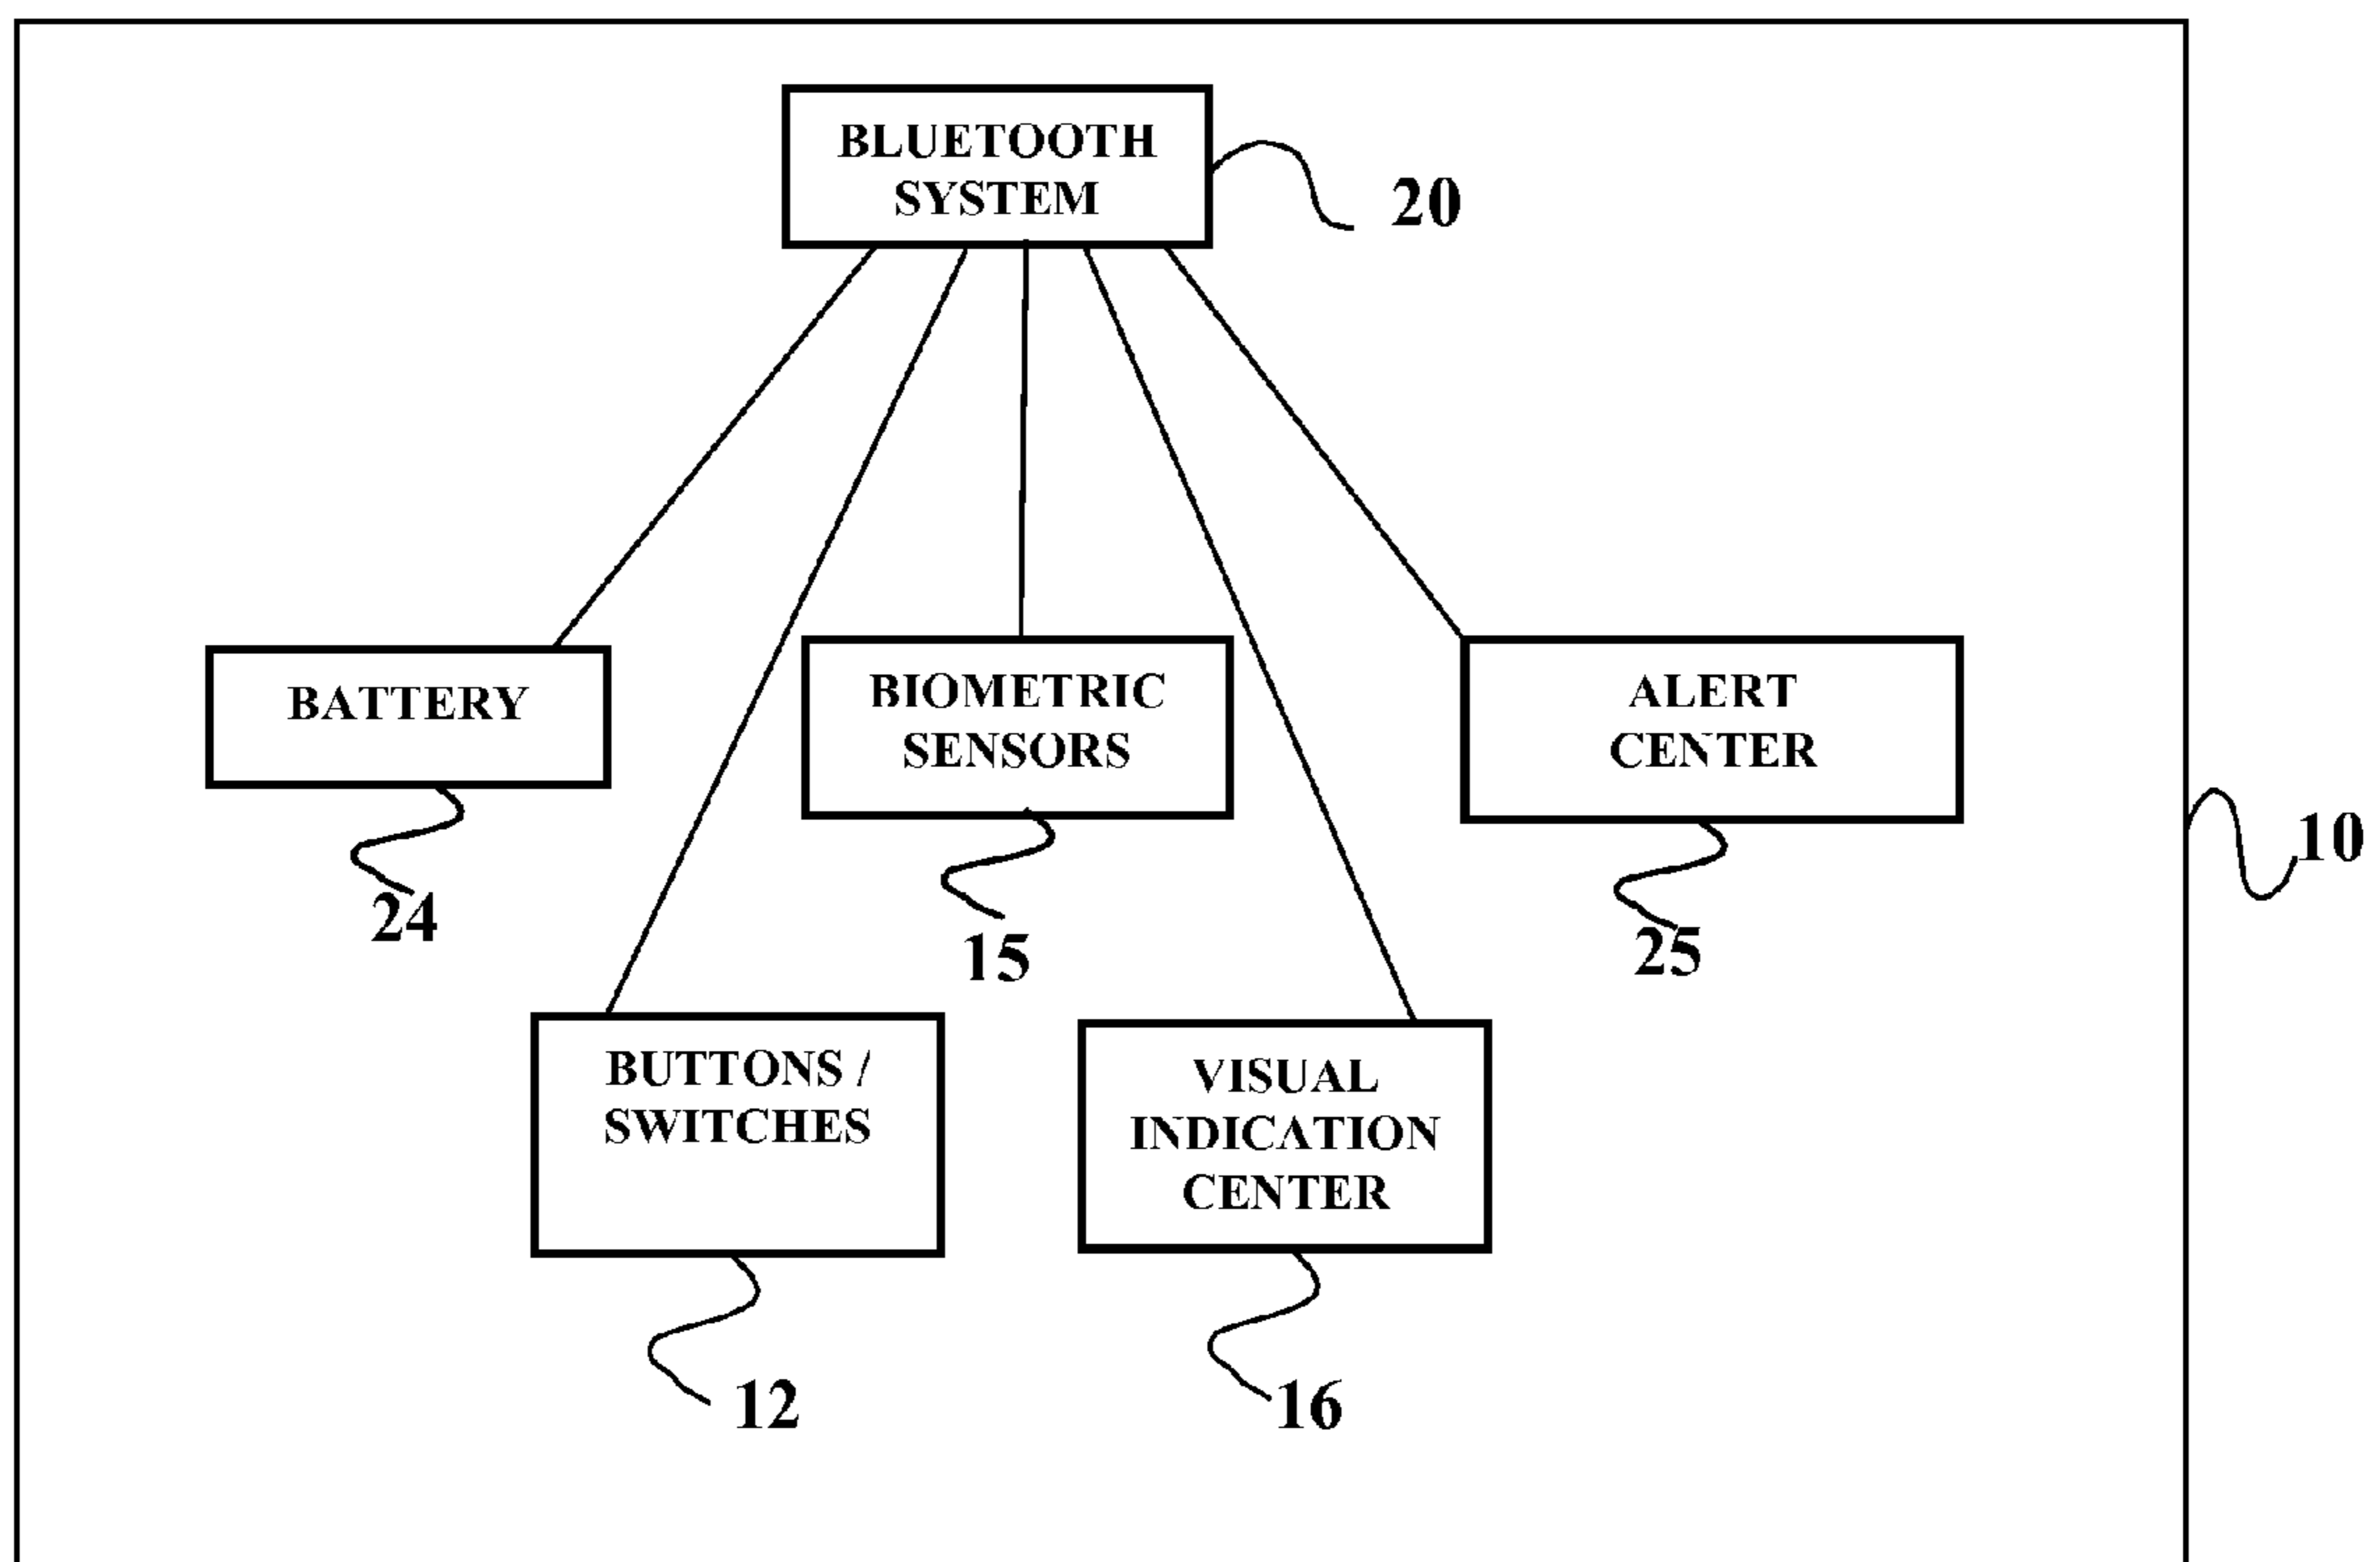 BLUETOOTH
SYSTEM
20
BATTERY
24
BIOMETRIC
SENSORS
15
ALERT
CENTER
25
10
BUTTONS /
SWITCHES
12
VISUAL
INDICATION
CENTER
16